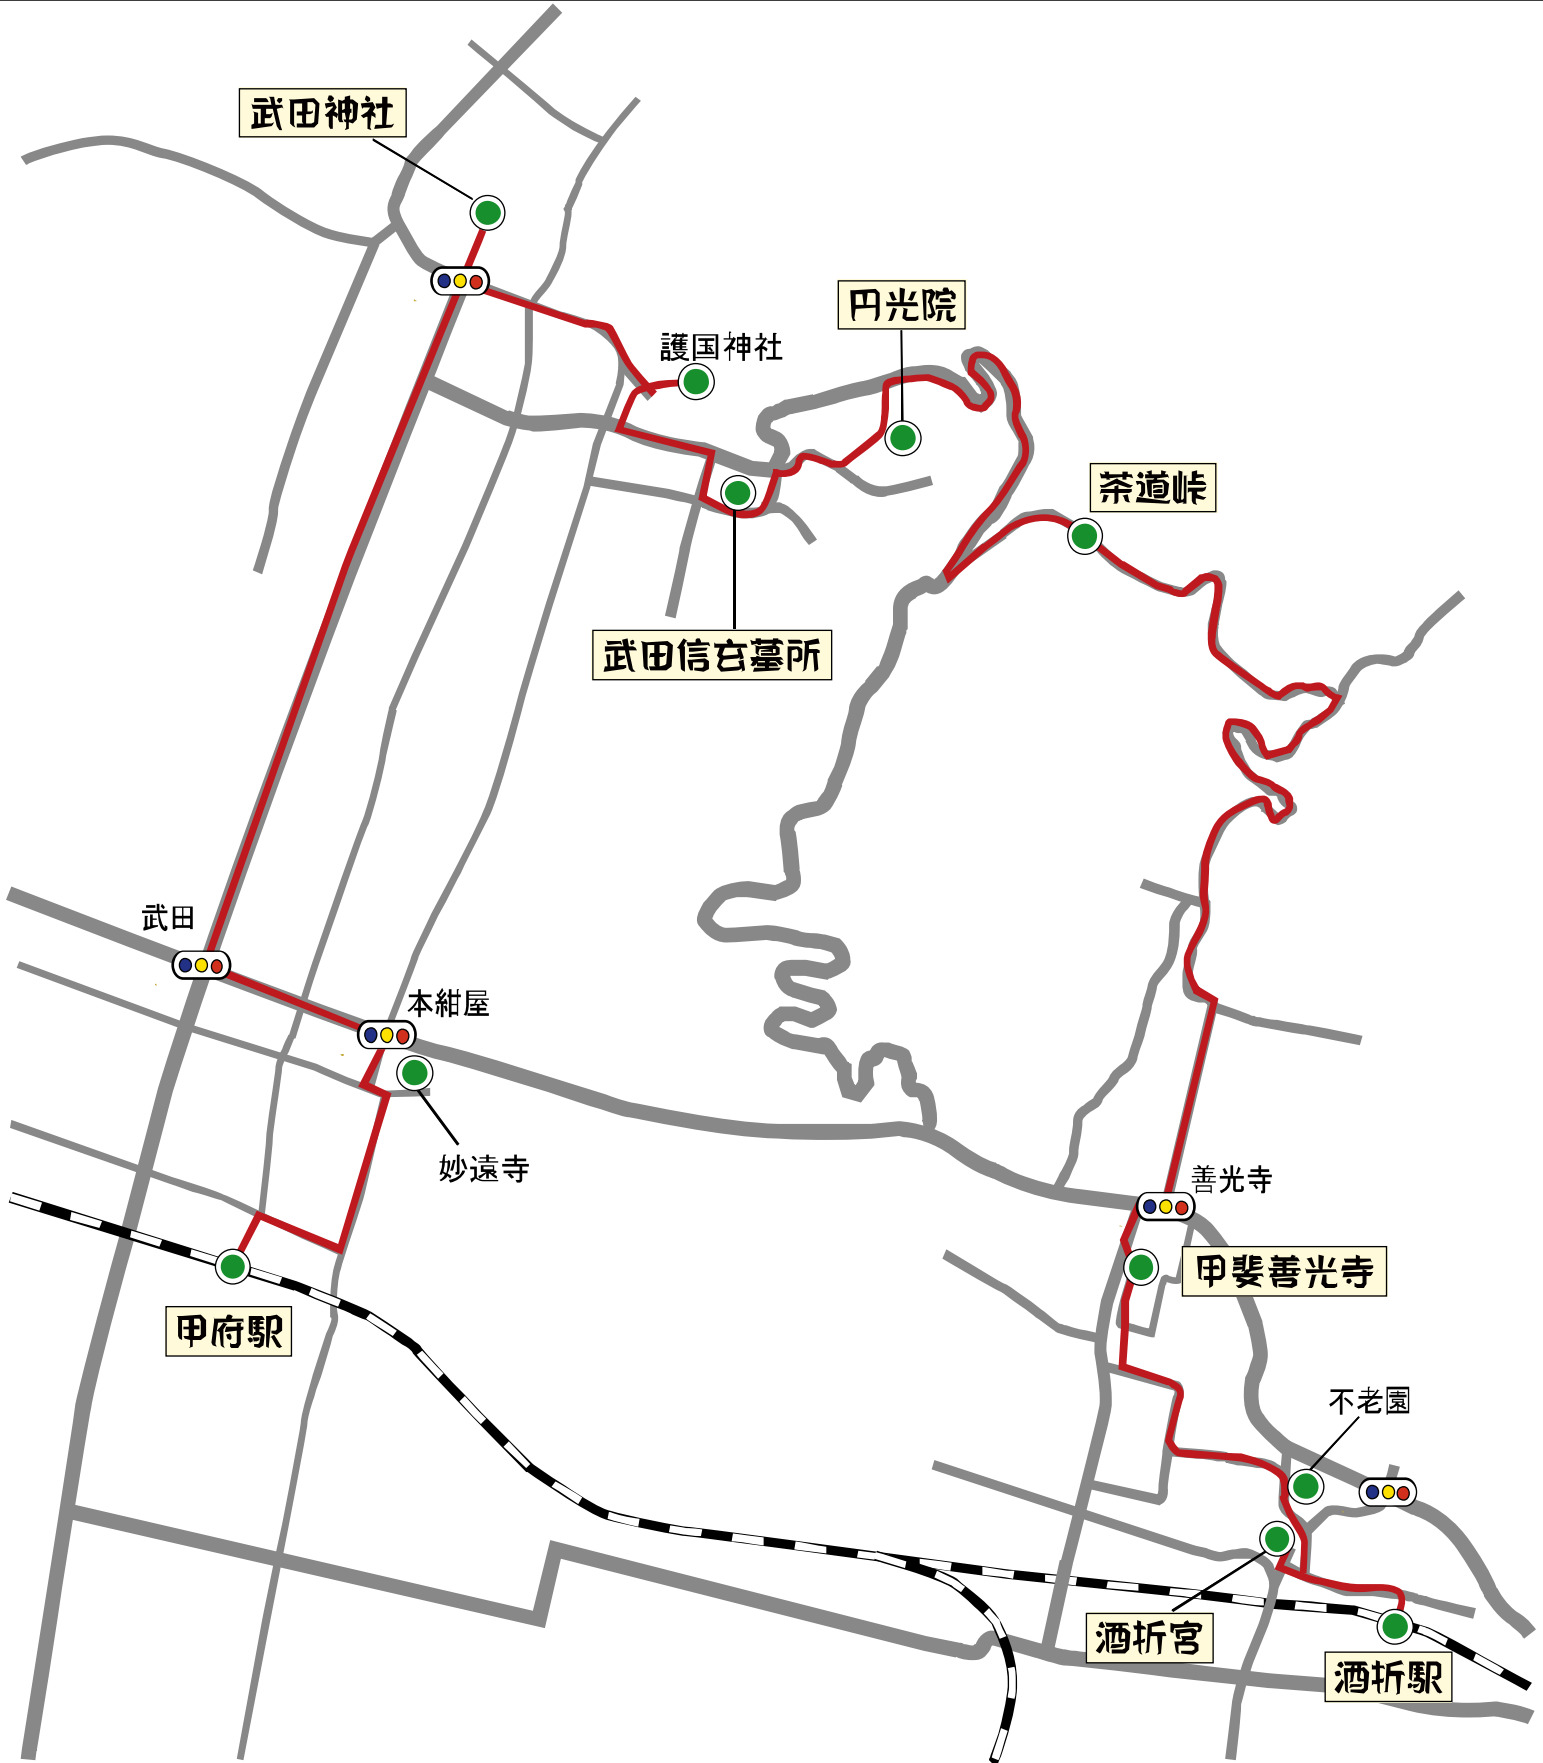 武田神社
円光院
護国神社
茶道峠
武田信玄墓所
武田
本紺屋
妙遠寺
善光寺
甲斐善光寺
甲府駅
不老園
酒折宮
酒折駅